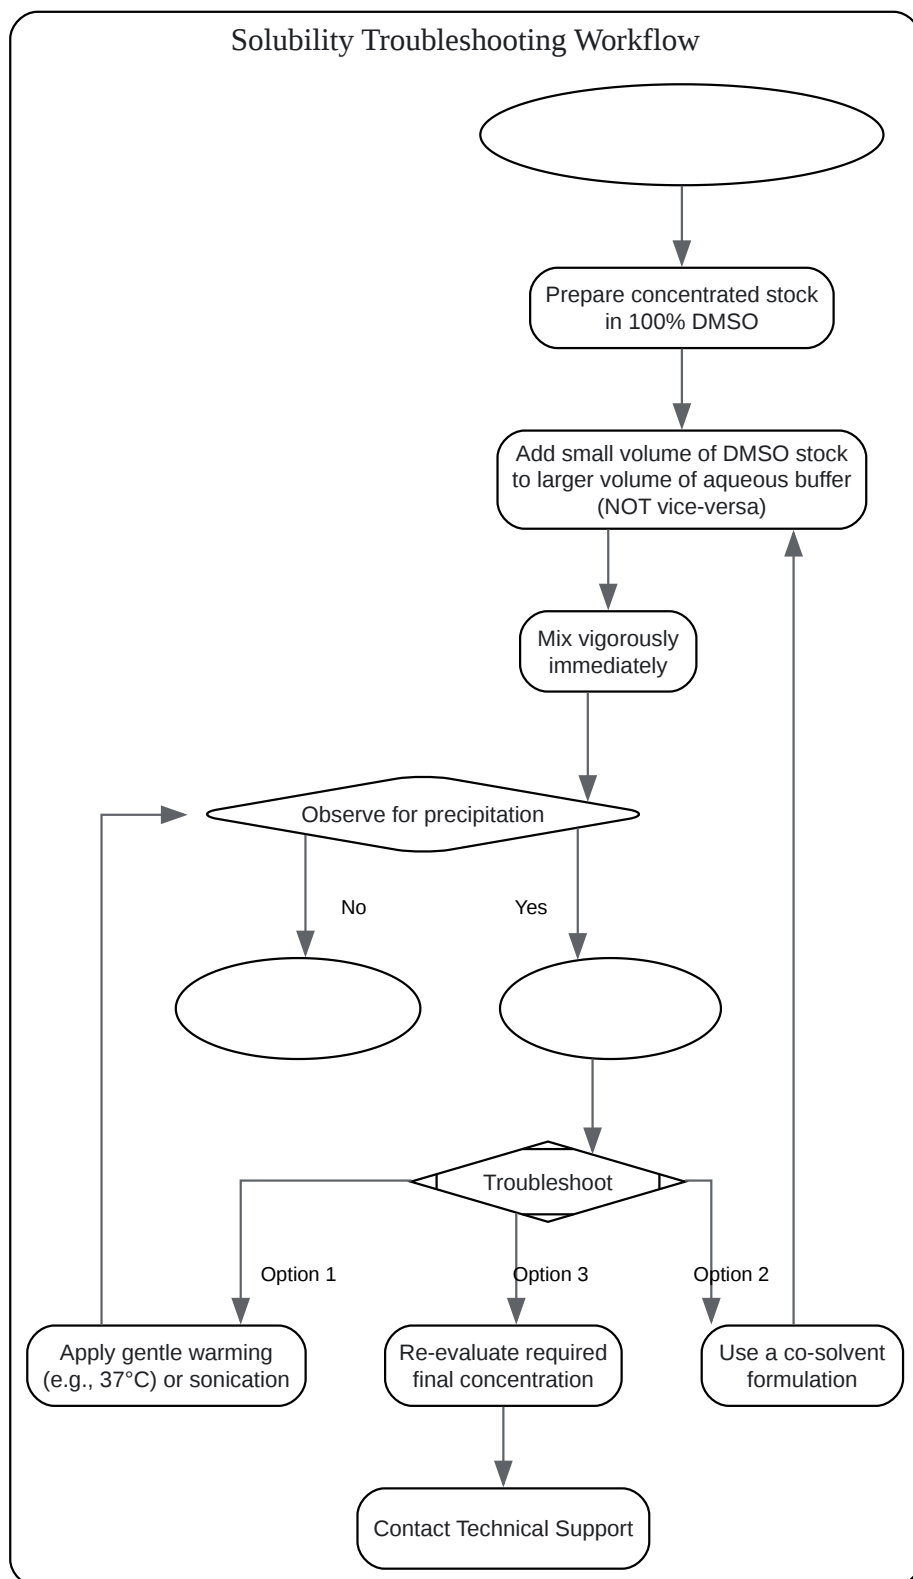 Solubility Troubleshooting Workflow
Prepare concentrated stock
in 100% DMSO
Add small volume of DMSO stock
to larger volume of aqueous buffer
(NOT vice-versa)
Mix vigorously
immediately
Observe for precipitation
No
Yes
Troubleshoot
Option 1
Option 3
Option 2
Apply gentle warming
(e.g., 37°C) or sonication
Re-evaluate required
final concentration
Use a co-solvent
formulation
Contact Technical Support